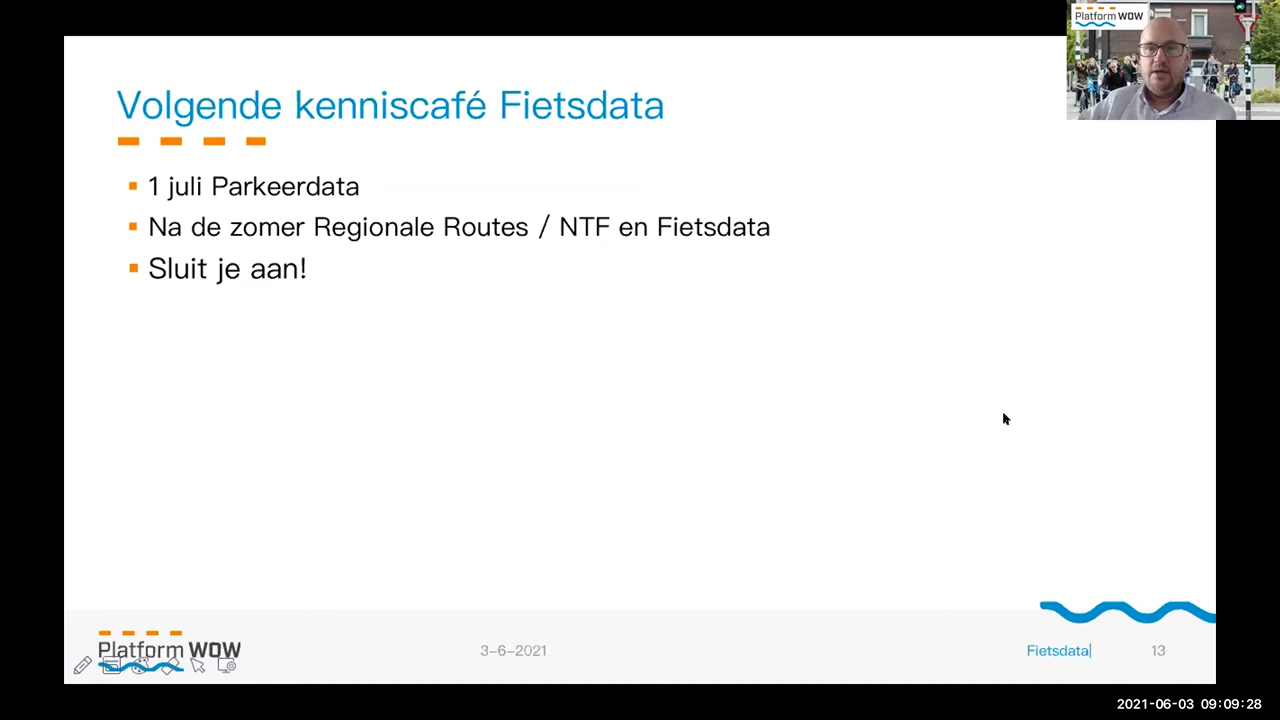 Platform WOW
Volgende kenniscafé Fietsdata
1 juli Parkeerdata
Na de zomer Regionale Routes / NTF en Fietsdata
Sluit je aan!
Platform WOW
3-6-2021
Fietsdata|
13
2021-06-03 09:09:28